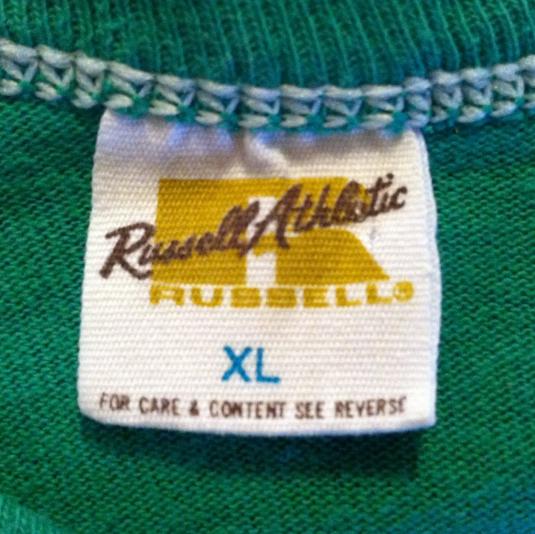 Russell Athletic
RUSSELL®
XL
FOR CARE & CONTENT SEE REVERSE